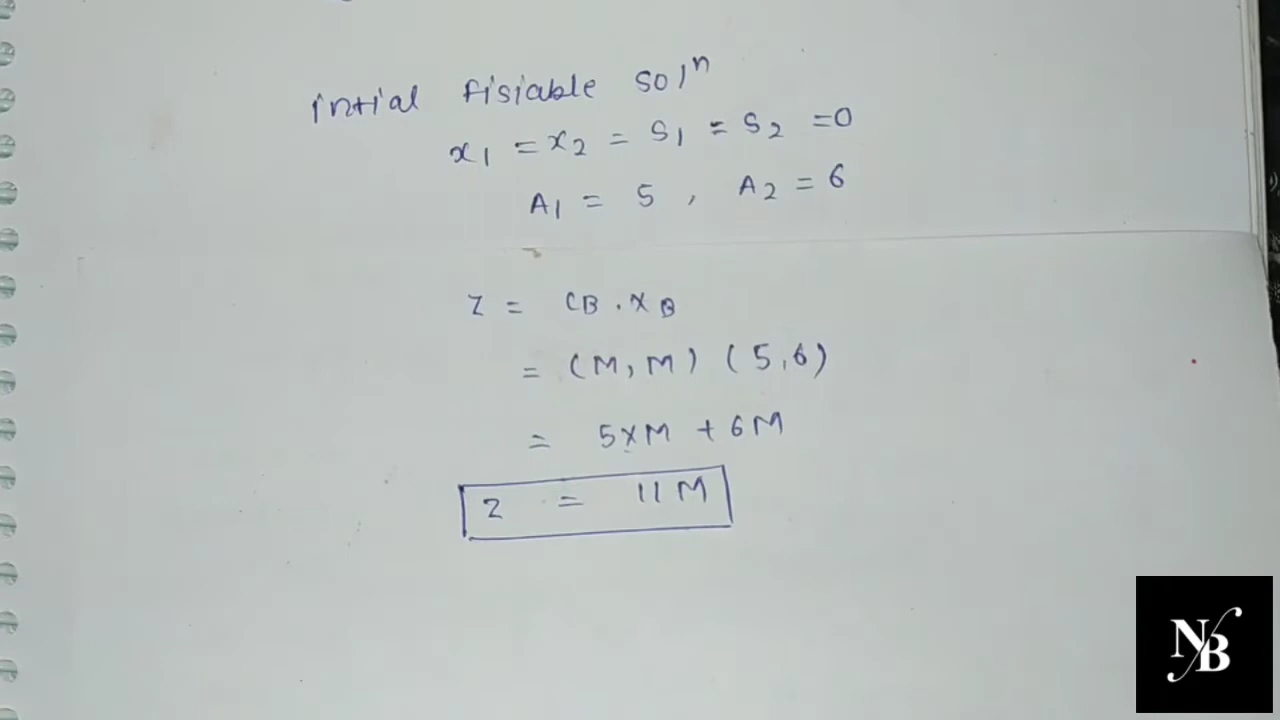 intial fisiable solⁿ
x₁ = x₂ = S₁ = S₂ = 0
A₁ = 5 , A₂ = 6
Z = CB . XB
= (M, M) (5,6)
= 5xM + 6M
Z = 11M
NB